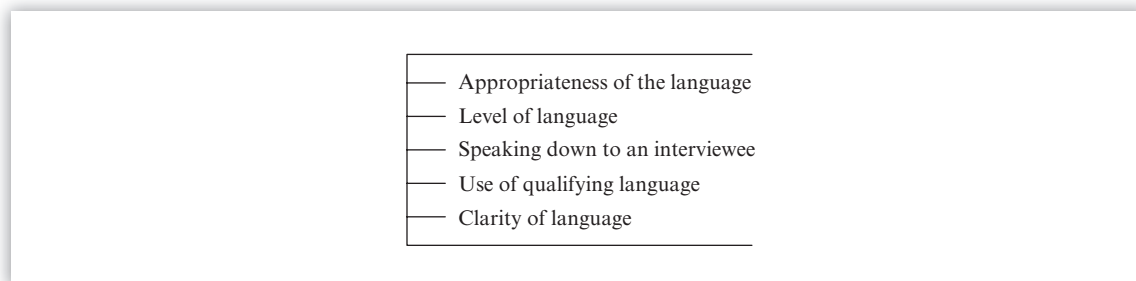 Appropriateness of the language
Level of language
Speaking down to an interviewee
Use of qualifying language
Clarity of language